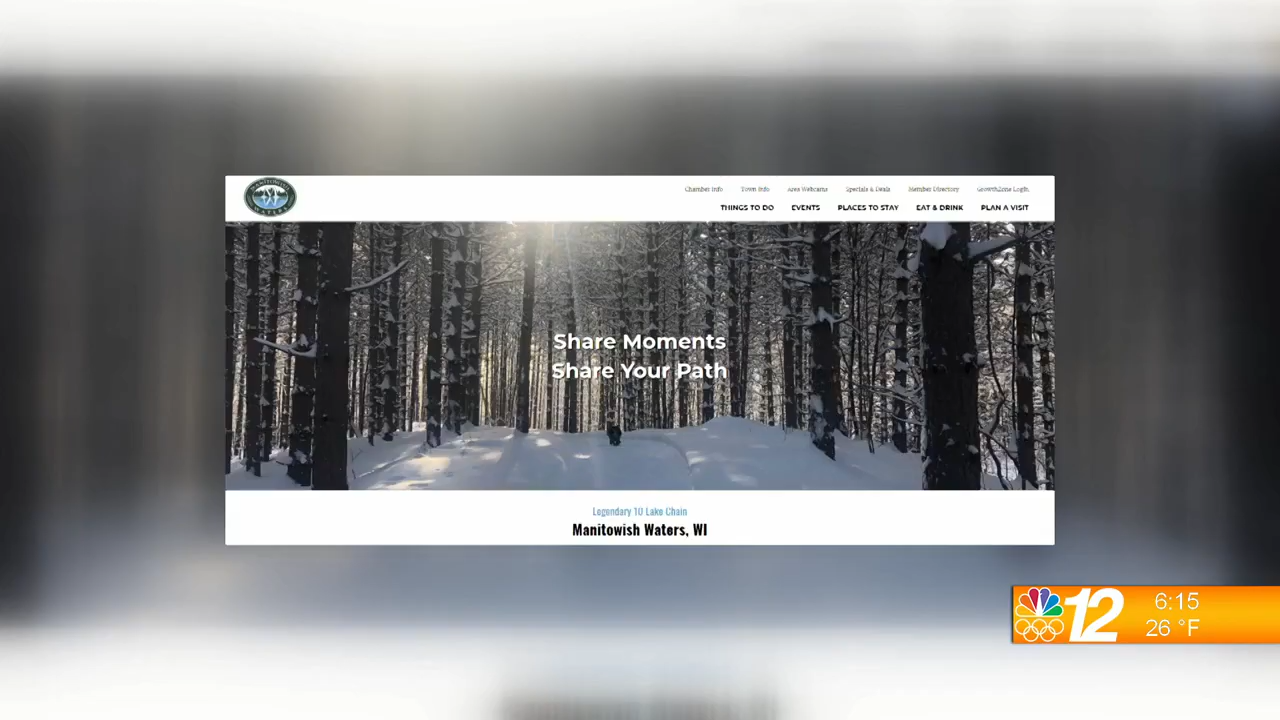 MANITOWISH
WATERS
Chamber Info Town Info Area Webcams Specials & Deals Member Directory GrowthZone Login
THINGS TO DO EVENTS PLACES TO STAY EAT & DRINK PLAN A VISIT
Share Moments
Share Your Path
Legendary 10 Lake Chain
Manitowish Waters, WI
12
6:15
26 °F